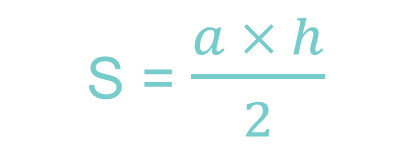 S = a × h / 2